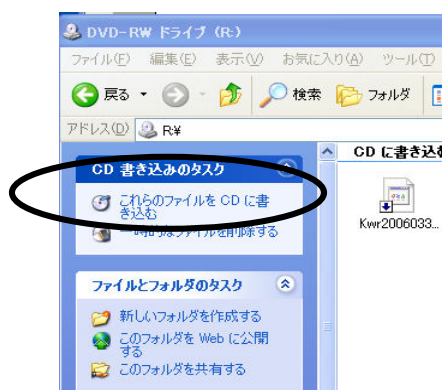 DVD-RW ドライブ (R:)
ファイル(F) 編集(E) 表示(V) お気に入り(A) ツール(T)
戻る 検索 フォルダ
アドレス(D) R:¥
CD 書き込みのタスク
CD に書き込む
これらのファイルを CD に書
き込む
一時的なファイルを削除する
Kwr2006033...
ファイルとフォルダのタスク
新しいフォルダを作成する
このフォルダを Web に公開
する
このフォルダを共有する